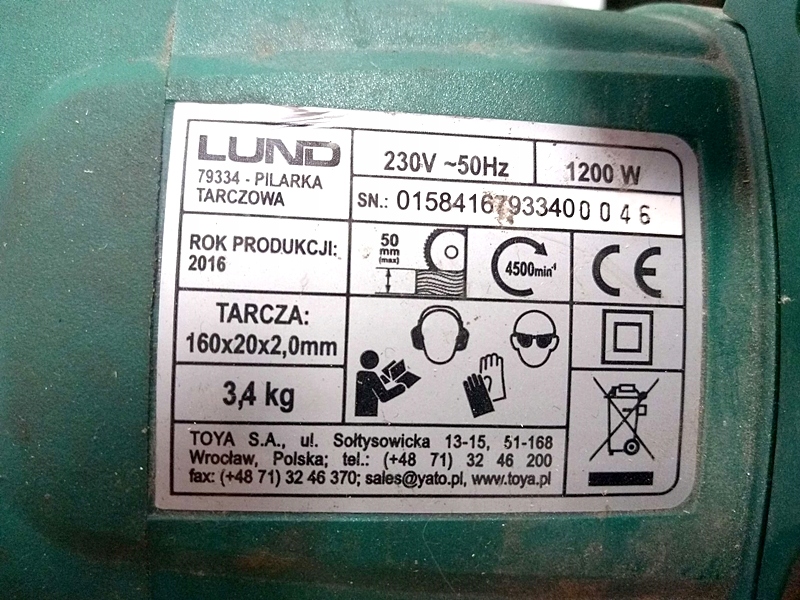 LUND
79334 - PILARKA
TARCZOWA
230V ~50Hz
1200 W
SN.: 01584167933400046
ROK PRODUKCJI:
2016
50
mm
(max)
4500min-1
CE
TARCZA:
160x20x2,0mm
3,4 kg
TOYA S.A., ul. Sołtysowicka 13-15, 51-168
Wrocław, Polska; tel.: (+48 71) 32 46 200
fax: (+48 71) 32 46 370; sales@yato.pl, www.toya.pl